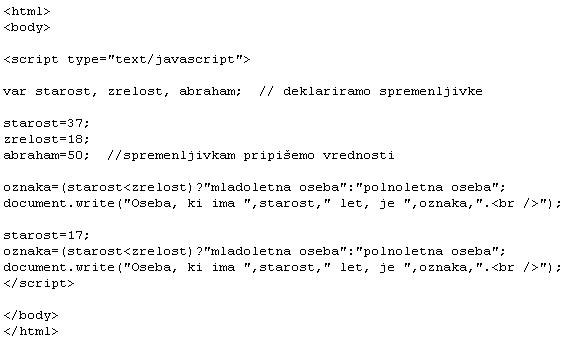 <html>
<body>
<script type="text/javascript">
var starost, zrelost, abraham;  // deklariramo spremenljivke
starost=37;
zrelost=18;
abraham=50;  //spremenljivkam pripišemo vrednosti
oznaka=(starost<zrelost)?"mladoletna oseba":"polnoletna oseba";
document.write("Oseba, ki ima ",starost," let, je ",oznaka,".<br />");
starost=17;
oznaka=(starost<zrelost)?"mladoletna oseba":"polnoletna oseba";
document.write("Oseba, ki ima ",starost," let, je ",oznaka,".<br />");
</script>
</body>
</html>